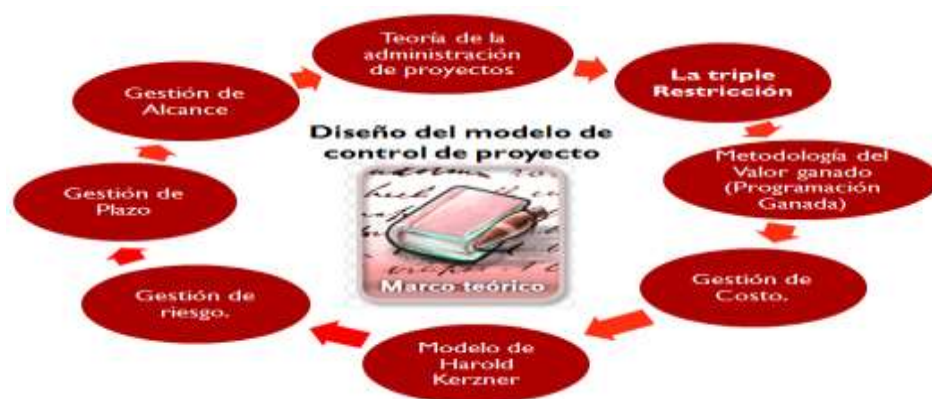 Teoría de la
administración
de proyectos
La triple
Restricción
Metodología del
Valor ganado
(Programación
Ganada)
Gestión de
Costo.
Modelo de
Harold
Kerzner
Gestión de
riesgo.
Gestión de
Plazo
Gestión de
Alcance
Diseño del modelo de
control de proyecto
Marco teórico